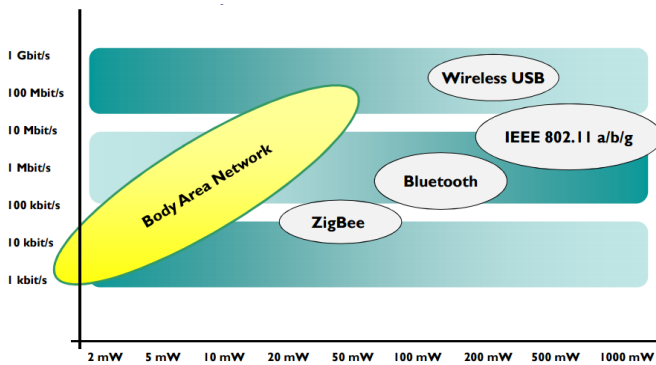 1 Gbit/s
Wireless USB
100 Mbit/s
10 Mbit/s
IEEE 802.11 a/b/g
1 Mbit/s
Body Area Network
Bluetooth
100 kbit/s
ZigBee
10 kbit/s
1 kbit/s
2 mW 5 mW 10 mW 20 mW 50 mW 100 mW 200 mW 500 mW 1000 mW